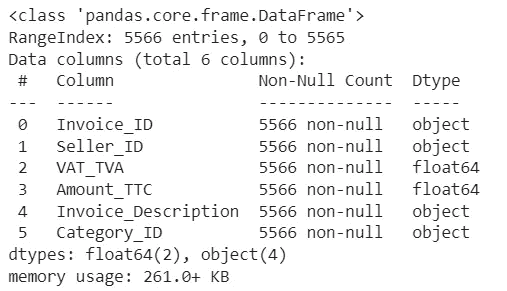 <class 'pandas.core.frame.DataFrame'>
RangeIndex: 5566 entries, 0 to 5565
Data columns (total 6 columns):
 #   Column               Non-Null Count  Dtype
---  ------               --------------  -----
 0   Invoice_ID           5566 non-null   object
 1   Seller_ID            5566 non-null   object
 2   VAT_TVA              5566 non-null   float64
 3   Amount_TTC           5566 non-null   float64
 4   Invoice_Description  5566 non-null   object
 5   Category_ID          5566 non-null   object
dtypes: float64(2), object(4)
memory usage: 261.0+ KB